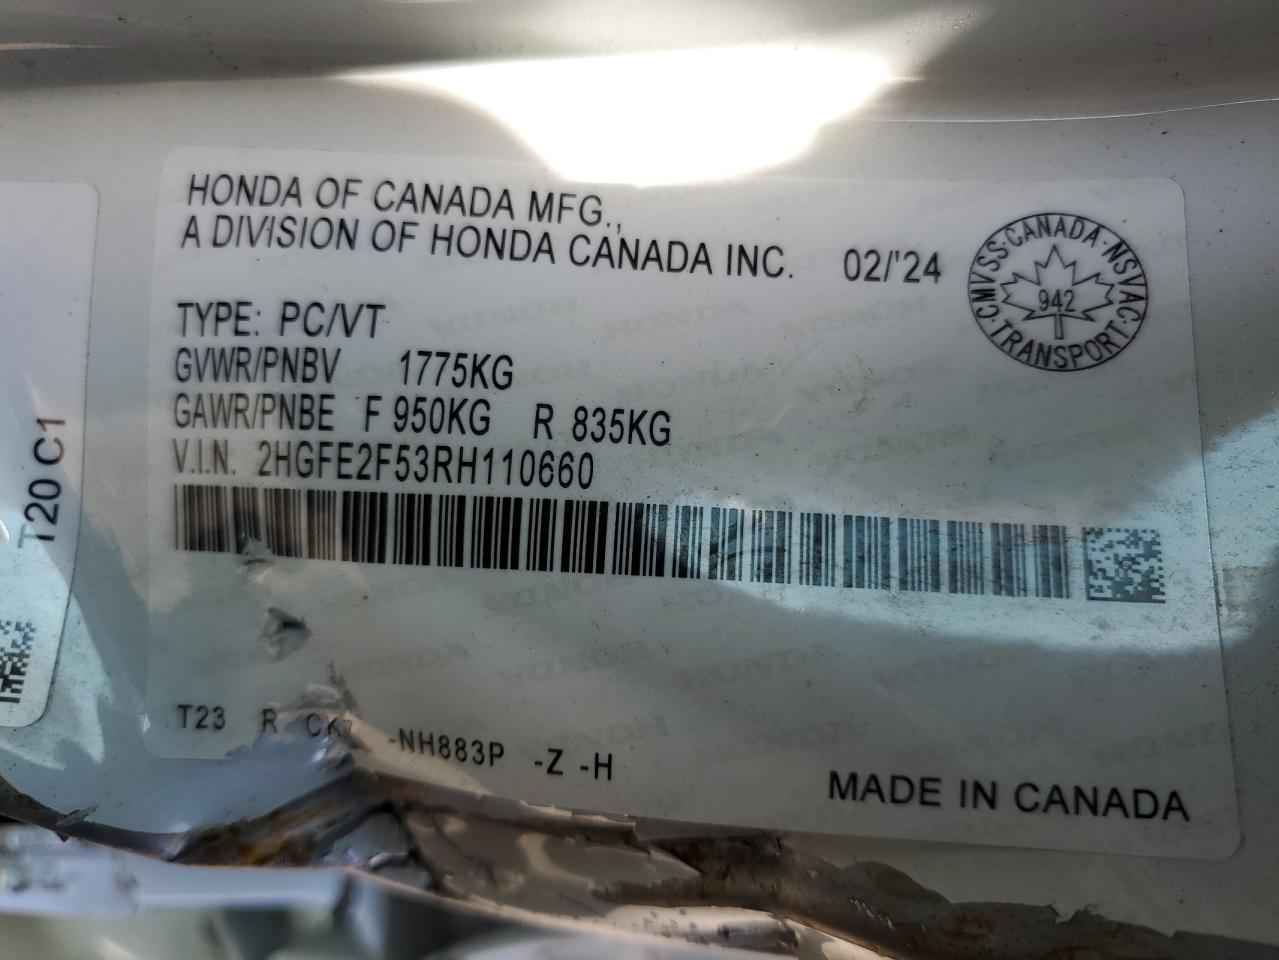 HONDA OF CANADA MFG.,
A DIVISION OF HONDA CANADA INC. 02/'24
CMVSS·CANADA·NSVAC·TRANSPORT·
942
TYPE: PC/VT
GVWR/PNBV 1775KG
GAWR/PNBE F 950KG R 835KG
V.I.N. 2HGFE2F53RH110660
T20 C1
T23 R -NH883P -Z -H
MADE IN CANADA